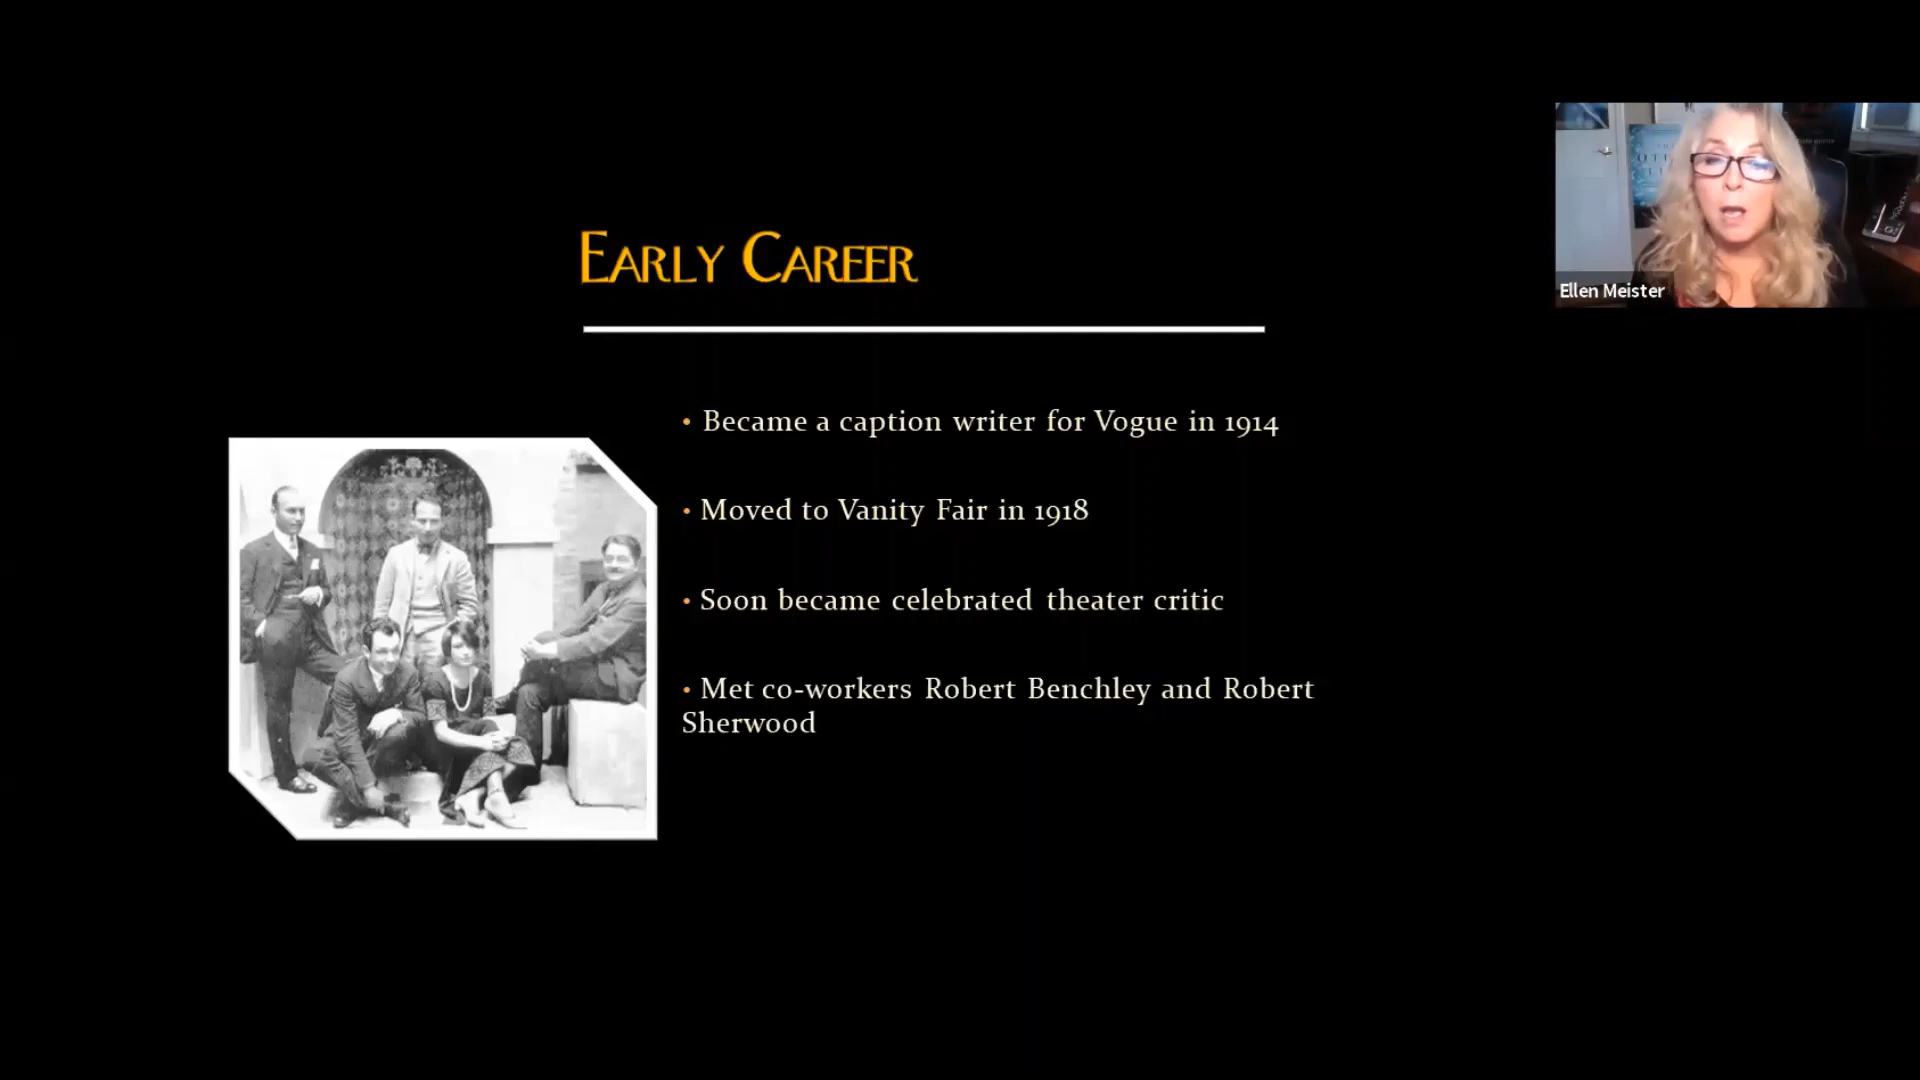 Early Career
• Became a caption writer for Vogue in 1914
• Moved to Vanity Fair in 1918
• Soon became celebrated theater critic
• Met co-workers Robert Benchley and Robert
Sherwood
Ellen Meister